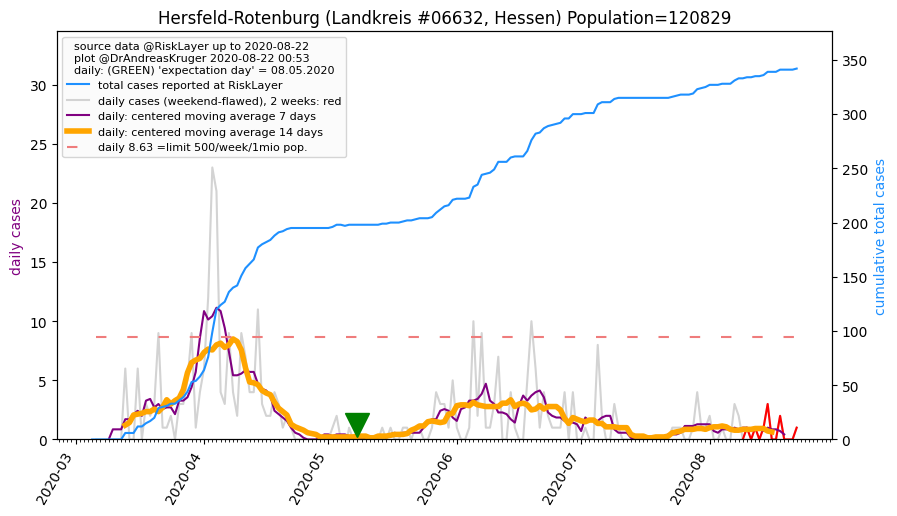 Hersfeld-Rotenburg (Landkreis #06632, Hessen) Population=120829
source data @RiskLayer up to 2020-08-22
plot @DrAndreasKruger 2020-08-22 00:53
daily: (GREEN) 'expectation day' = 08.05.2020
total cases reported at RiskLayer
daily cases (weekend-flawed), 2 weeks: red
daily: centered moving average 7 days
daily: centered moving average 14 days
daily 8.63 =limit 500/week/1mio pop.
daily cases
30
25
20
15
10
5
0
cumulative total cases
350
300
250
200
150
100
50
0
2020-03
2020-04
2020-05
2020-06
2020-07
2020-08